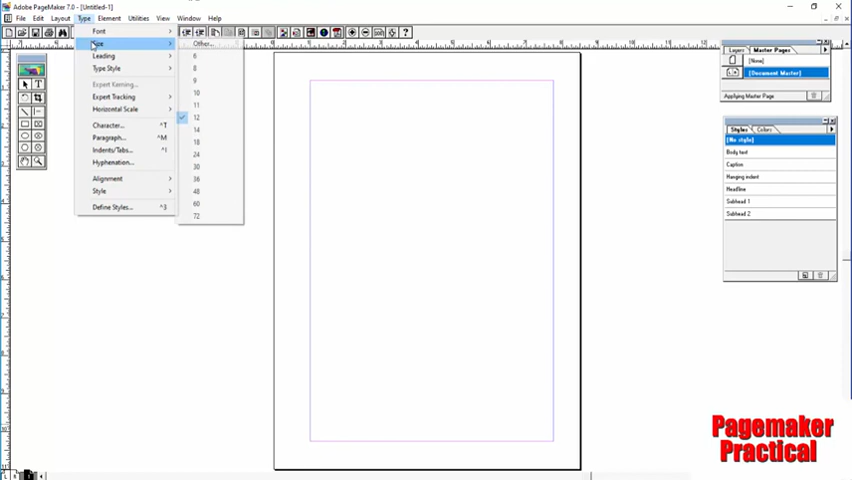 Adobe PageMaker 7.0 - [Untitled-1]
File Edit Layout Type Element Utilities View Window Help
Font
Size
Leading
Type Style
Expert Kerning...
Expert Tracking
Horizontal Scale
Character... ^T
Paragraph... ^M
Indents/Tabs... ^I
Hyphenation...
Alignment
Style
Define Styles... ^3
Other...
6
8
9
10
11
12
14
18
24
30
36
48
60
72
Layers Master Pages
[None]
[Document Master]
Applying Master Page
Styles Colors
[No style]
Body text
Caption
Hanging indent
Headline
Subhead 1
Subhead 2
Pagemaker
Practical